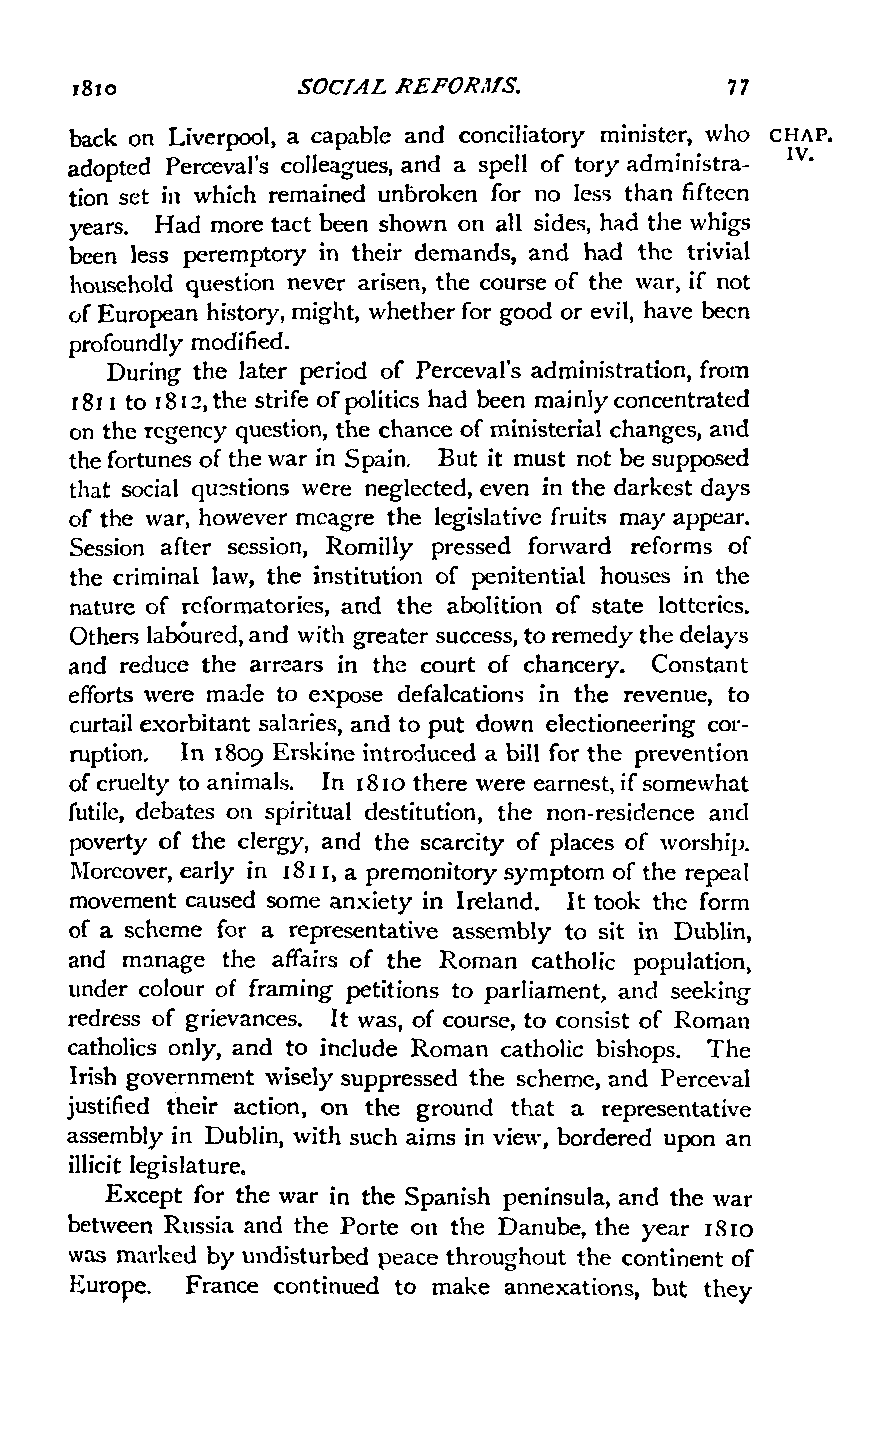 1810 SOCIAL REFORMS. 77
back on Liverpool, a capable and conciliatory minister, who CHAP.
adopted Perceval's colleagues, and a spell of tory administra- IV.
tion set in which remained unbroken for no less than fifteen
years. Had more tact been shown on all sides, had the whigs
been less peremptory in their demands, and had the trivial
household question never arisen, the course of the war, if not
of European history, might, whether for good or evil, have been
profoundly modified.
During the later period of Perceval's administration, from
1811 to 1812, the strife of politics had been mainly concentrated
on the regency question, the chance of ministerial changes, and
the fortunes of the war in Spain. But it must not be supposed
that social questions were neglected, even in the darkest days
of the war, however meagre the legislative fruits may appear.
Session after session, Romilly pressed forward reforms of
the criminal law, the institution of penitential houses in the
nature of reformatories, and the abolition of state lotteries.
Others laboured, and with greater success, to remedy the delays
and reduce the arrears in the court of chancery. Constant
efforts were made to expose defalcations in the revenue, to
curtail exorbitant salaries, and to put down electioneering cor-
ruption. In 1809 Erskine introduced a bill for the prevention
of cruelty to animals. In 1810 there were earnest, if somewhat
futile, debates on spiritual destitution, the non-residence and
poverty of the clergy, and the scarcity of places of worship.
Moreover, early in 1811, a premonitory symptom of the repeal
movement caused some anxiety in Ireland. It took the form
of a scheme for a representative assembly to sit in Dublin,
and manage the affairs of the Roman catholic population,
under colour of framing petitions to parliament, and seeking
redress of grievances. It was, of course, to consist of Roman
catholics only, and to include Roman catholic bishops. The
Irish government wisely suppressed the scheme, and Perceval
justified their action, on the ground that a representative
assembly in Dublin, with such aims in view, bordered upon an
illicit legislature.
Except for the war in the Spanish peninsula, and the war
between Russia and the Porte on the Danube, the year 1810
was marked by undisturbed peace throughout the continent of
Europe. France continued to make annexations, but they